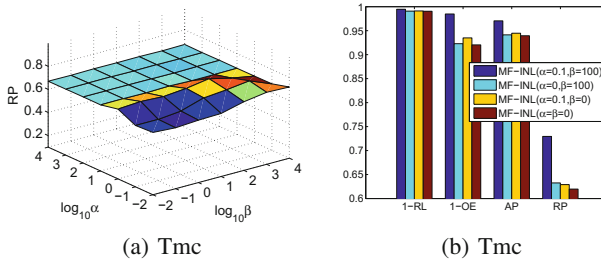 RP
0.8
0.6
0.4
0.2
4
3
2
1
0
−1
−2
log10α
−2
−1
0
1
2
3
4
log10β
(a) Tmc
1
0.95
0.9
0.85
0.8
0.75
0.7
0.65
0.6
MF−INL(α=0.1,β=100)
MF−INL(α=0,β=100)
MF−INL(α=0.1,β=0)
MF−INL(α=β=0)
1−RL 1−OE AP RP
(b) Tmc